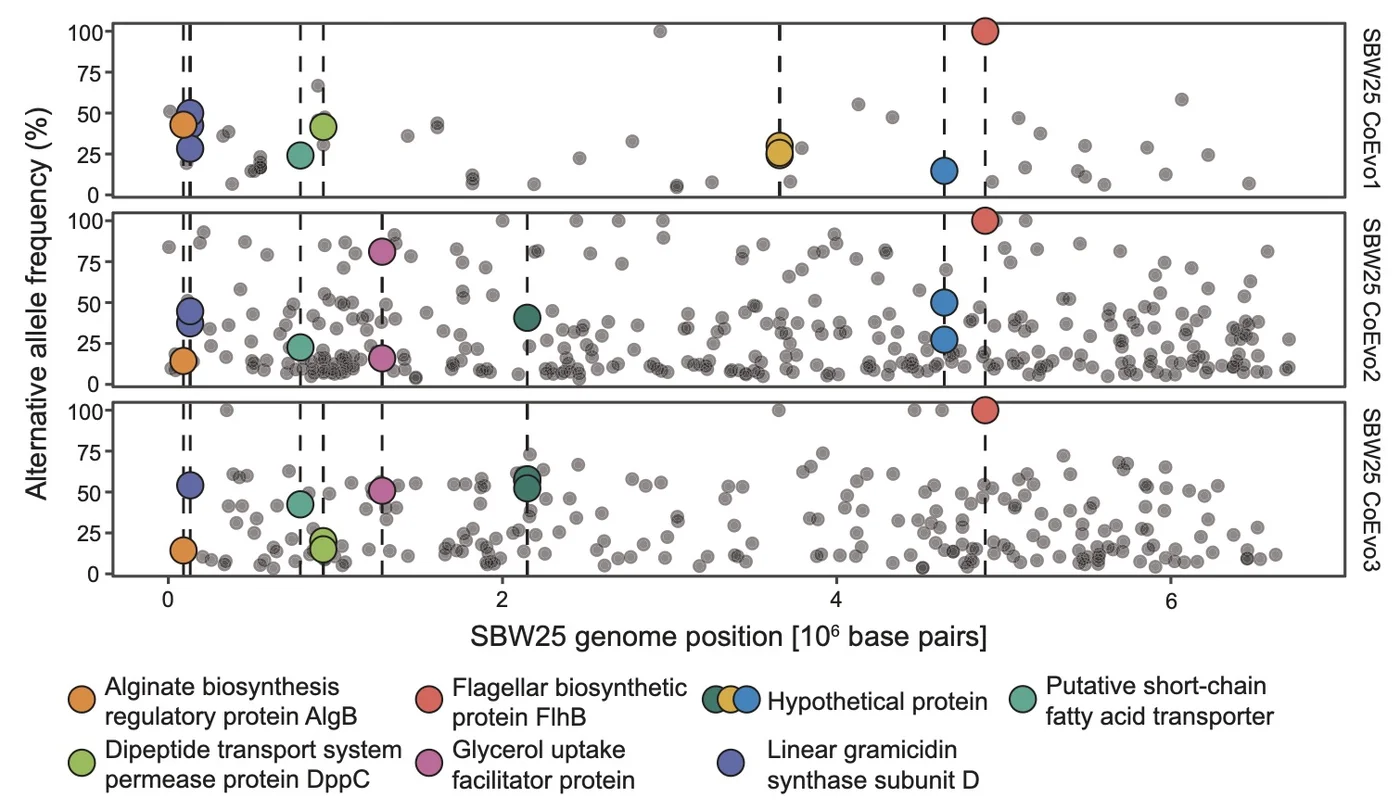 Alternative allele frequency (%)
100
75
50
25
0
SBW25 CoEvo1
100
75
50
25
0
SBW25 CoEvo2
100
75
50
25
0
SBW25 CoEvo3
0 2 4 6
SBW25 genome position [10⁶ base pairs]
Alginate biosynthesis
regulatory protein AlgB
Flagellar biosynthetic
protein FlhB
Hypothetical protein
Putative short-chain
fatty acid transporter
Dipeptide transport system
permease protein DppC
Glycerol uptake
facilitator protein
Linear gramicidin
synthase subunit D